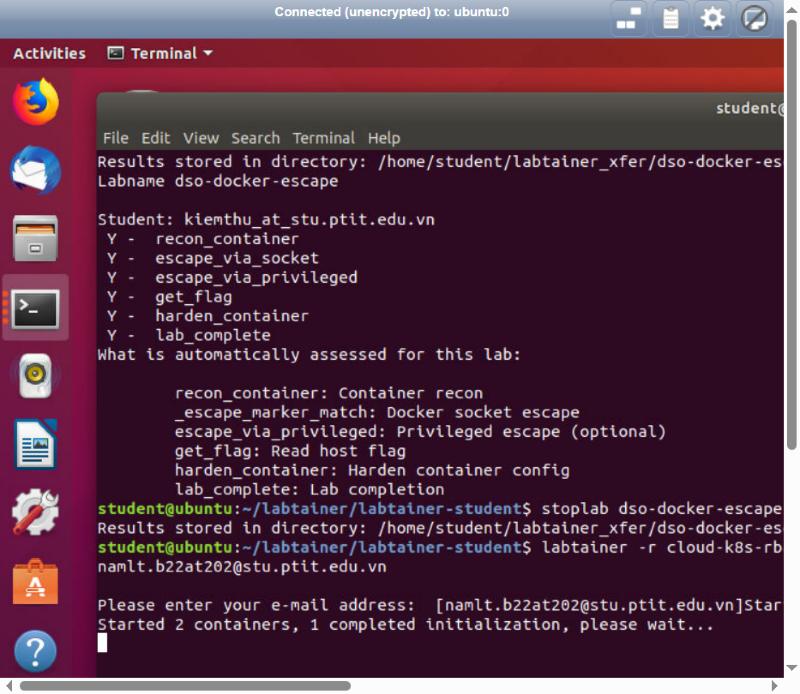 Connected (unencrypted) to: ubuntu:0
Activities Terminal
student@
File Edit View Search Terminal Help
Results stored in directory: /home/student/labtainer_xfer/dso-docker-es
Labname dso-docker-escape
Student: kiemthu_at_stu.ptit.edu.vn
Y - recon_container
Y - escape_via_socket
Y - escape_via_privileged
Y - get_flag
Y - harden_container
Y - lab_complete
What is automatically assessed for this lab:
recon_container: Container recon
_escape_marker_match: Docker socket escape
escape_via_privileged: Privileged escape (optional)
get_flag: Read host flag
harden_container: Harden container config
lab_complete: Lab completion
student@ubuntu:~/labtainer/labtainer-student$ stoplab dso-docker-escape
Results stored in directory: /home/student/labtainer_xfer/dso-docker-es
student@ubuntu:~/labtainer/labtainer-student$ labtainer -r cloud-k8s-rb
namlt.b22at202@stu.ptit.edu.vn
Please enter your e-mail address:  [namlt.b22at202@stu.ptit.edu.vn]Star
Started 2 containers, 1 completed initialization, please wait...